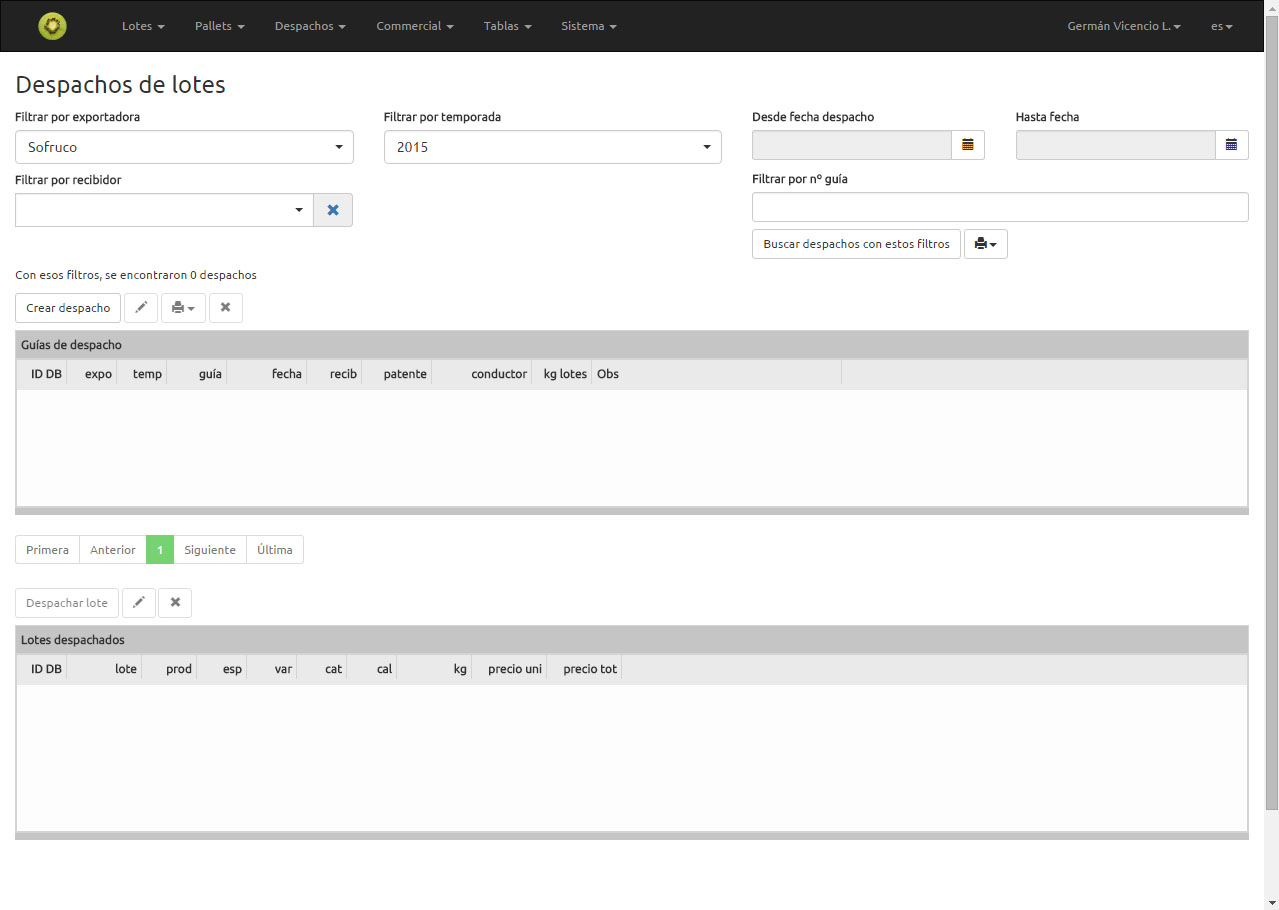 Lotes Pallets Despachos Commercial Tablas Sistema Germán Vicencio L. es
Despachos de lotes
Filtrar por exportadora Filtrar por temporada Desde fecha despacho Hasta fecha
Sofruco 2015
Filtrar por recibidor Filtrar por nº guía
Buscar despachos con estos filtros
Con esos filtros, se encontraron 0 despachos
Crear despacho
Guías de despacho
ID DB expo temp guía fecha recib patente conductor kg lotes Obs
Primera Anterior 1 Siguiente Última
Despachar lote
Lotes despachados
ID DB lote prod esp var cat cal kg precio uni precio tot